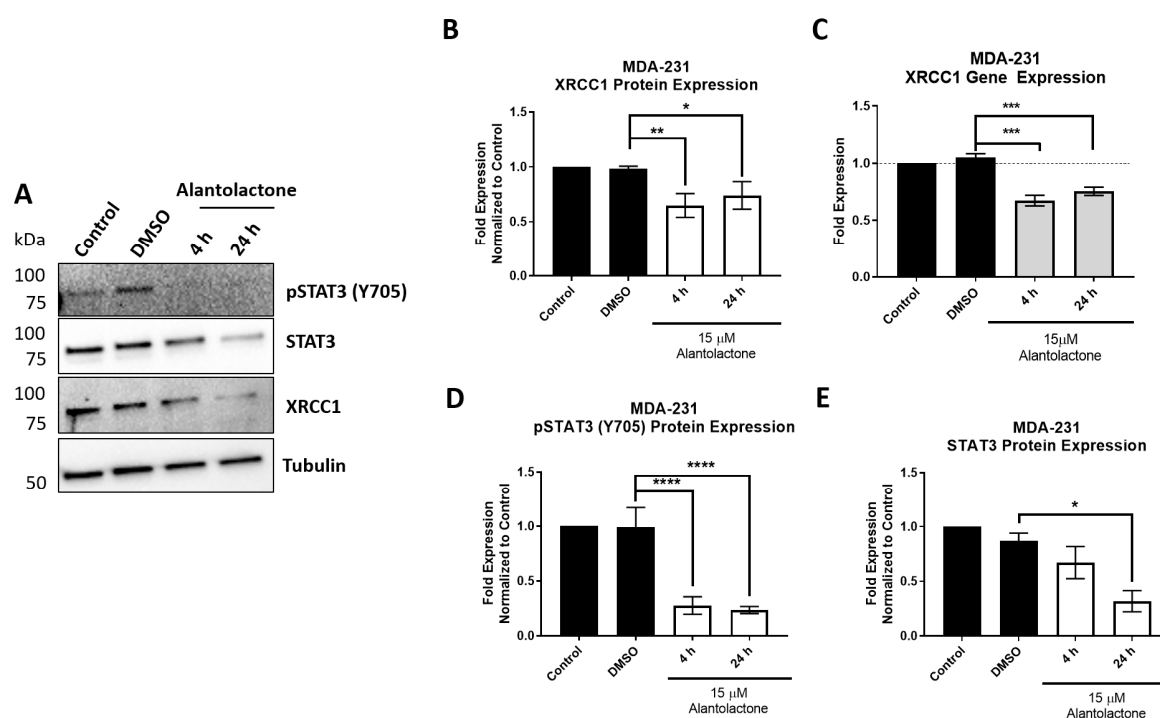 A
Alantolactone
Control
DMSO
4 h
24 h
kDa
100
75
pSTAT3 (Y705)
100
75
STAT3
100
75
XRCC1
50
Tubulin
B
MDA-231
XRCC1 Protein Expression
Fold Expression
Normalized to Control
1.5
1.0
0.5
0.0
*
**
Control
DMSO
4 h
24 h
15 μM
Alantolactone
C
MDA-231
XRCC1 Gene Expression
Fold Expression
1.5
1.0
0.5
0.0
***
***
Control
DMSO
4 h
24 h
15μM
Alantolactone
D
MDA-231
pSTAT3 (Y705) Protein Expression
Fold Expression
Normalized to Control
1.5
1.0
0.5
0.0
****
****
Control
DMSO
4 h
24 h
15 μM
Alantolactone
E
MDA-231
STAT3 Protein Expression
Fold Expression
Normalized to Control
1.5
1.0
0.5
0.0
*
Control
DMSO
4 h
24 h
15 μM
Alantolactone